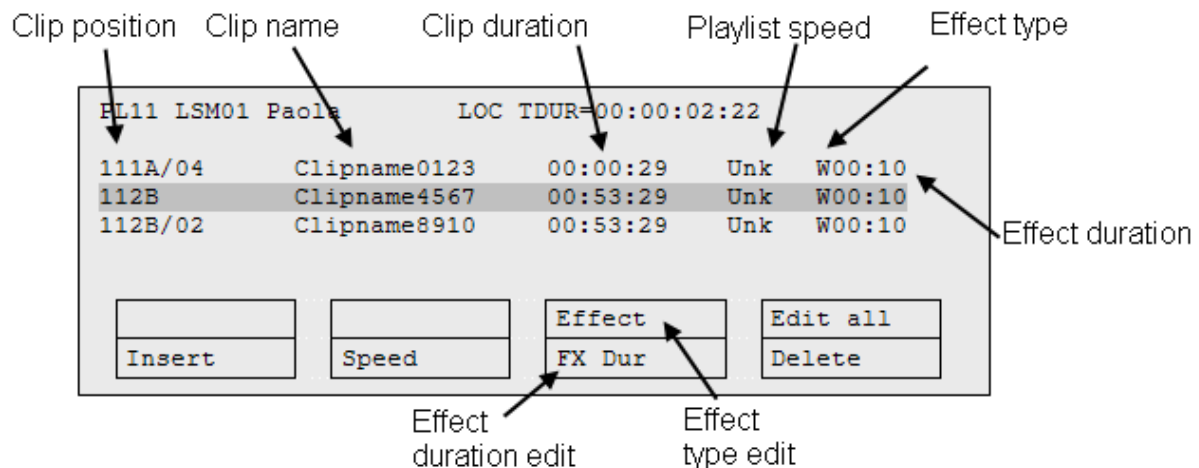 Clip position Clip name Clip duration Playlist speed Effect type
PL11 LSM01 Paola LOC TDUR=00:00:02:22
111A/04 Clipname0123 00:00:29 Unk W00:10
112B Clipname4567 00:53:29 Unk W00:10
112B/02 Clipname8910 00:53:29 Unk W00:10
Effect duration
Effect Edit all
Insert Speed FX Dur Delete
Effect
duration edit
Effect
type edit